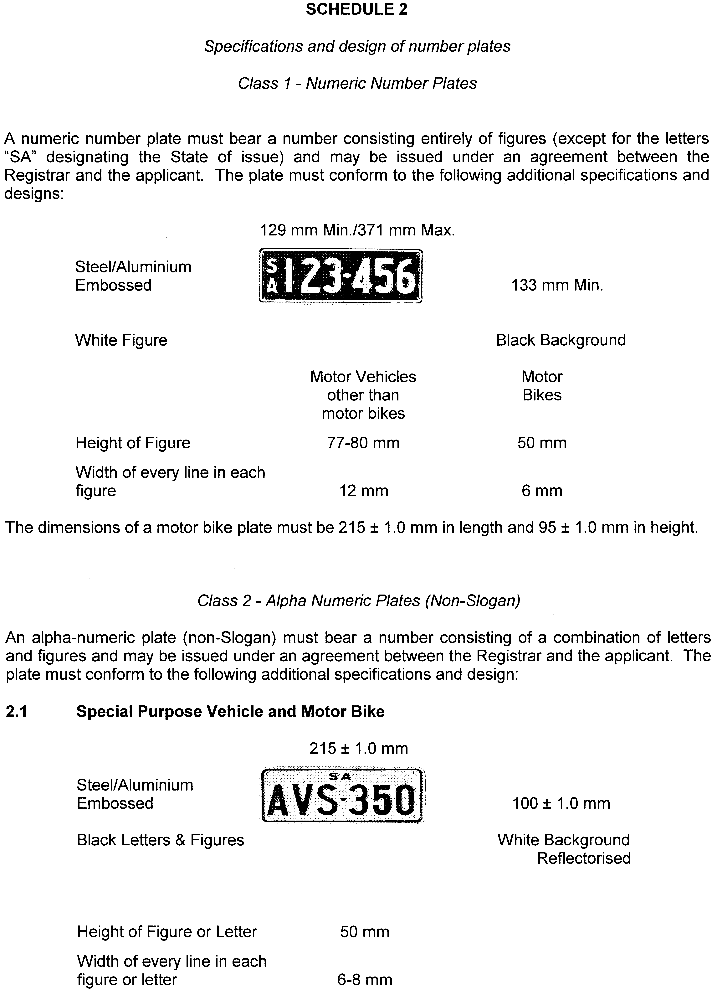 SCHEDULE 2
Specifications and design of number plates
Class 1 - Numeric Number Plates
A numeric number plate must bear a number consisting entirely of figures (except for the letters
“SA” designating the State of issue) and may be issued under an agreement between the
Registrar and the applicant. The plate must conform to the following additional specifications and
designs:
129 mm Min./371 mm Max.
Steel/Aluminium
Embossed
SA 123·456
133 mm Min.
White Figure
Black Background
Motor Vehicles
other than
motor bikes
Motor
Bikes
Height of Figure 77-80 mm 50 mm
Width of every line in each
figure 12 mm 6 mm
The dimensions of a motor bike plate must be 215 ± 1.0 mm in length and 95 ± 1.0 mm in height.
Class 2 - Alpha Numeric Plates (Non-Slogan)
An alpha-numeric plate (non-Slogan) must bear a number consisting of a combination of letters
and figures and may be issued under an agreement between the Registrar and the applicant. The
plate must conform to the following additional specifications and design:
2.1 Special Purpose Vehicle and Motor Bike
215 ± 1.0 mm
Steel/Aluminium
Embossed
SA
AVS·350
100 ± 1.0 mm
Black Letters & Figures
White Background
Reflectorised
Height of Figure or Letter 50 mm
Width of every line in each
figure or letter 6-8 mm